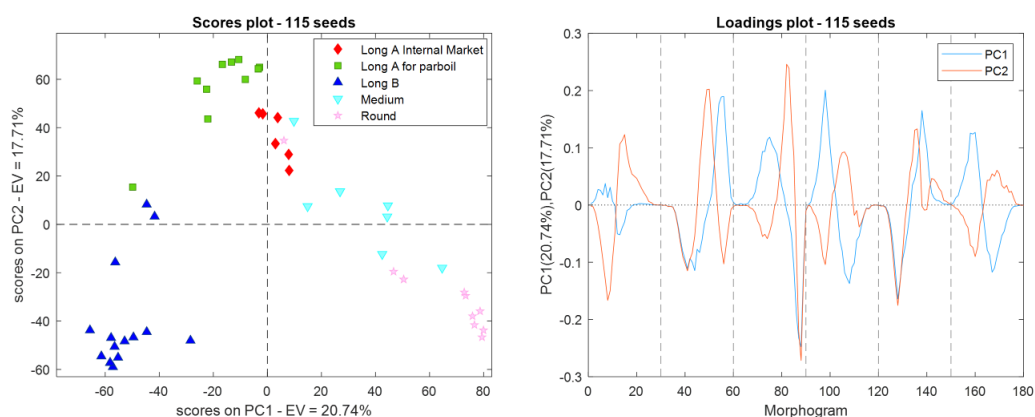 Scores plot - 115 seeds
Long A Internal Market
Long A for parboil
Long B
Medium
Round
scores on PC2 - EV = 17.71%
60
40
20
0
-20
-40
-60
-80 -60 -40 -20 0 20 40 60 80
scores on PC1 - EV = 20.74%
Loadings plot - 115 seeds
PC1
PC2
PC1(20.74%),PC2(17.71%)
0.3
0.2
0.1
0
-0.1
-0.2
-0.3
0 20 40 60 80 100 120 140 160 180
Morphogram